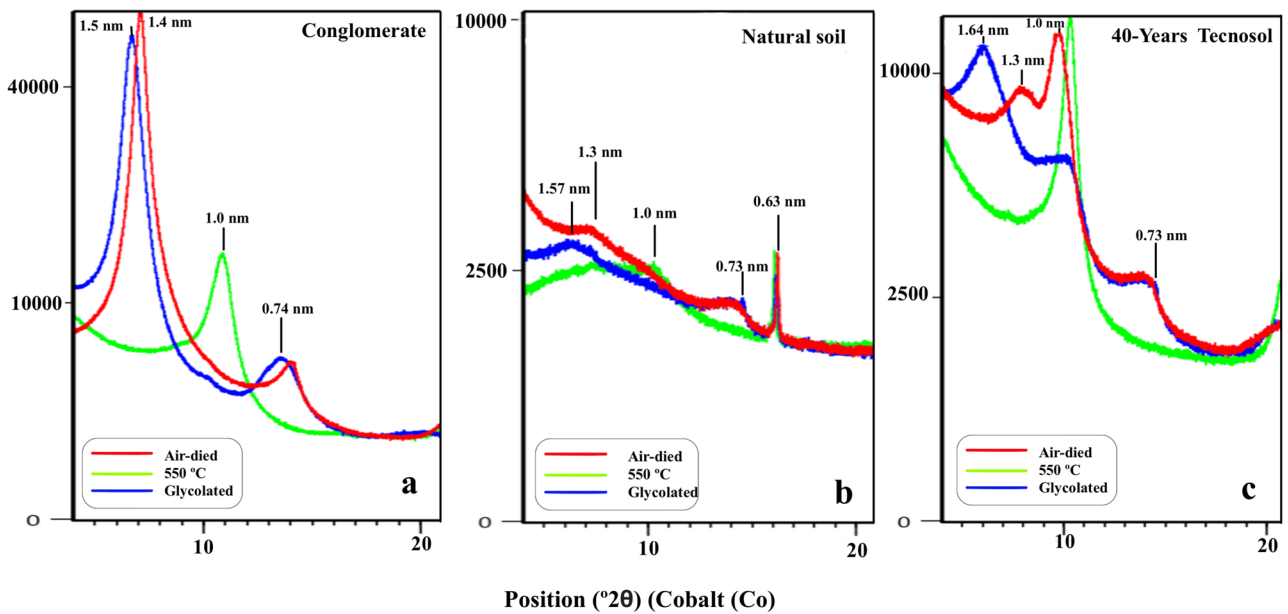 Conglomerate
1.5 nm
1.4 nm
40000
1.0 nm
10000
0.74 nm
Air-died
550 ºC
Glycolated
a
O
10
20
10000
Natural soil
1.3 nm
1.57 nm
1.0 nm
0.63 nm
2500
0.73 nm
Air-died
550 ºC
Glycolated
b
O
10
20
40-Years Tecnosol
1.64 nm
1.0 nm
1.3 nm
10000
0.73 nm
2500
Air-died
550 ºC
Glycolated
c
O
10
20
Position (º2θ) (Cobalt (Co)